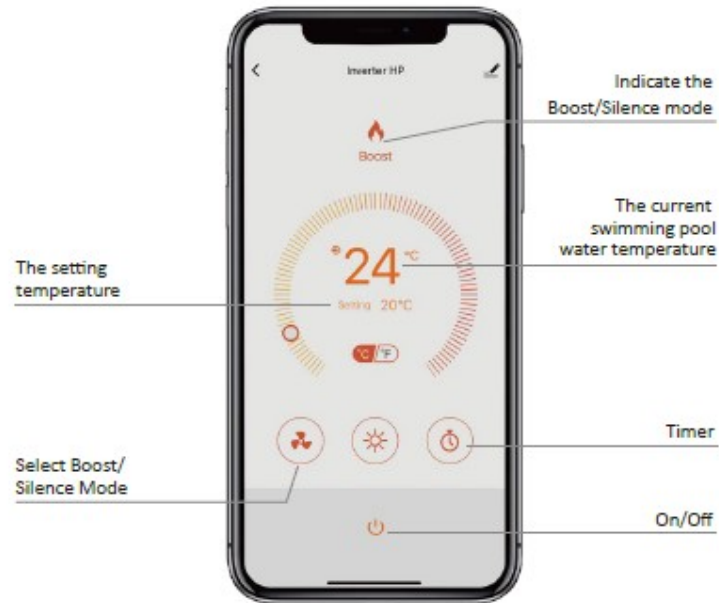 Inverter HP
Indicate the
Boost/Silence mode
Boost
The current
swimming pool
water temperature
24 °C
The setting
temperature
Setting 20°C
°C/°F
Timer
Select Boost/
Silence Mode
On/Off